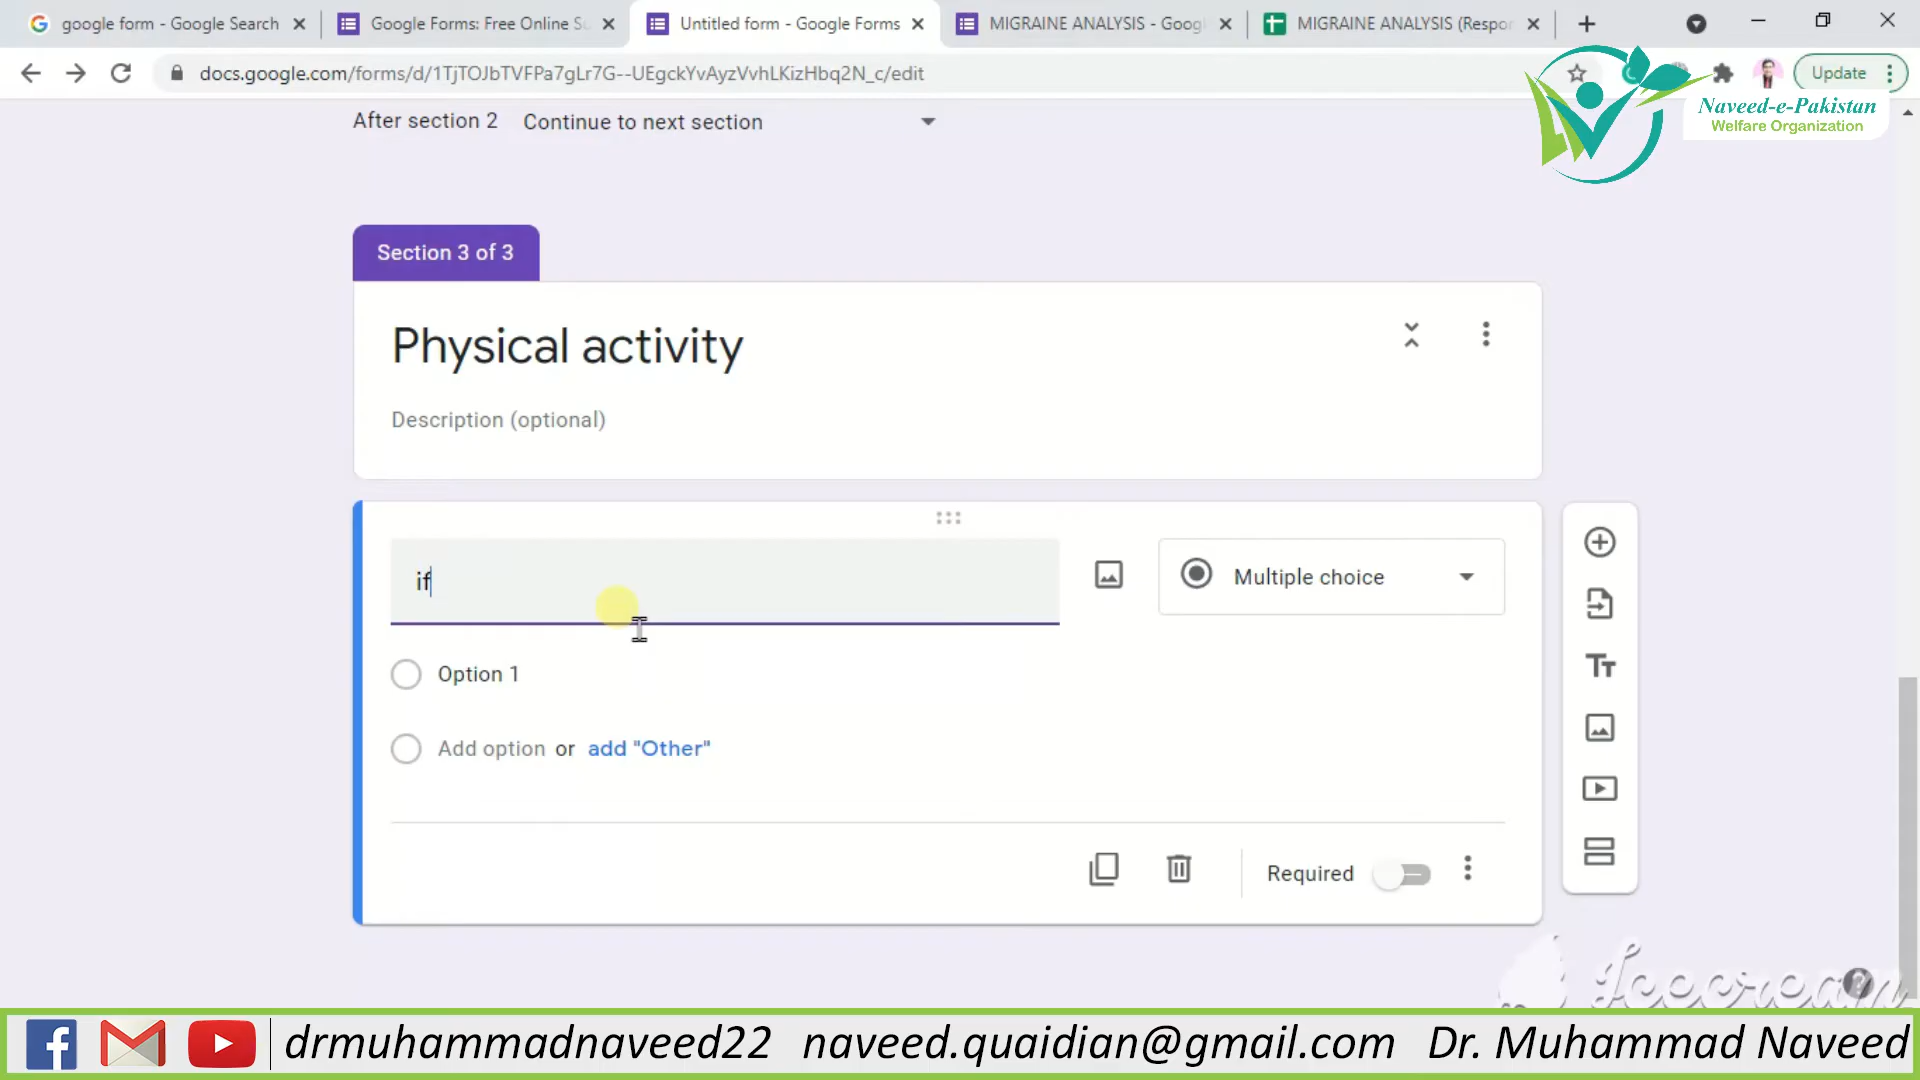 google form - Google Search
Google Forms: Free Online Su
Untitled form - Google Forms
MIGRAINE ANALYSIS - Goog
MIGRAINE ANALYSIS (Respor
docs.google.com/forms/d/1TjTOJbTVFPa7gLr7G--UEgckYvAyzVvhLKizHbq2N_c/edit
Update
Naveed-e-Pakistan
Welfare Organization
After section 2 Continue to next section
Section 3 of 3
Physical activity
Description (optional)
if
Multiple choice
Option 1
Add option or add "Other"
Required
Icecream
drmuhammadnaveed22 naveed.quaidian@gmail.com Dr. Muhammad Naveed